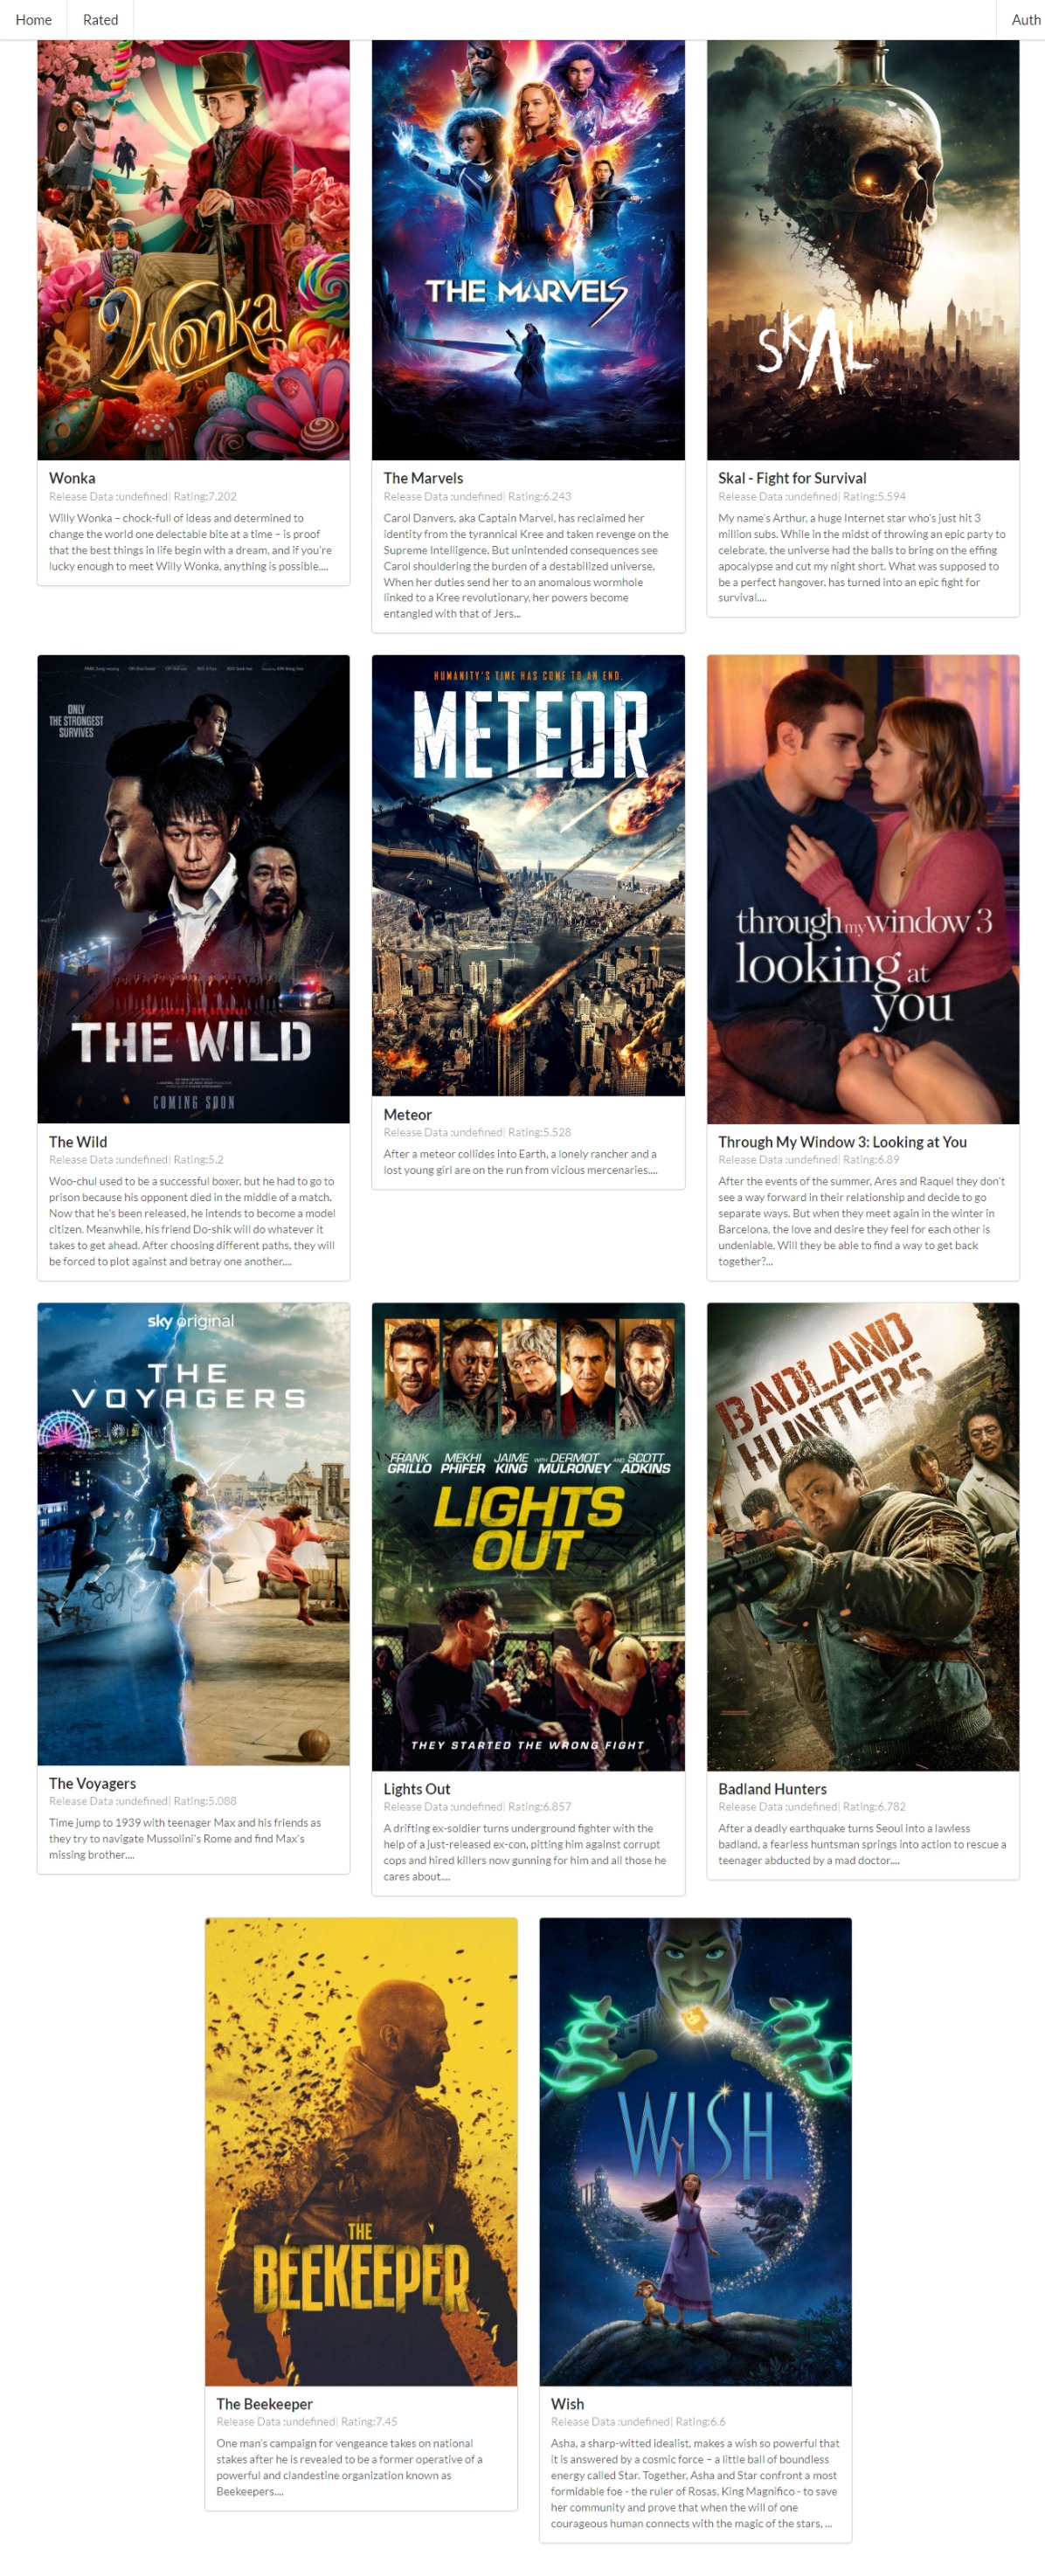 Home
Rated
Auth
Wonka
THE MARVELS
SKAL
Wonka
Release Data :undefined| Rating:7.202
Willy Wonka – chock-full of ideas and determined to
change the world one delectable bite at a time – is proof
that the best things in life begin with a dream, and if you're
lucky enough to meet Willy Wonka, anything is possible....
The Marvels
Release Data :undefined| Rating:6.243
Carol Danvers, aka Captain Marvel, has reclaimed her
identity from the tyrannical Kree and taken revenge on the
Supreme Intelligence. But unintended consequences see
Carol shouldering the burden of a destabilized universe.
When her duties send her to an anomalous wormhole
linked to a Kree revolutionary, her powers become
entangled with that of Jers...
Skal - Fight for Survival
Release Data :undefined| Rating:5.594
My name's Arthur, a huge Internet star who's just hit 3
million subs. While in the midst of throwing an epic party to
celebrate, the universe had the balls to bring on the effing
apocalypse and cut my night short. What was supposed to
be a perfect hangover, has turned into an epic fight for
survival....
ONLY
THE STRONGEST
SURVIVES
THE WILD
COMING SOON
HUMANITY'S TIME HAS COME TO AN END.
METEOR
through my window 3
looking at
you
The Wild
Release Data :undefined| Rating:5.2
Woo-chul used to be a successful boxer, but he had to go to
prison because his opponent died in the middle of a match.
Now that he's been released, he intends to become a model
citizen. Meanwhile, his friend Do-shik will do whatever it
takes to get ahead. After choosing different paths, they will
be forced to plot against and betray one another....
Meteor
Release Data :undefined| Rating:5.528
After a meteor collides into Earth, a lonely rancher and a
lost young girl are on the run from vicious mercenaries....
Through My Window 3: Looking at You
Release Data :undefined| Rating:6.89
After the events of the summer, Ares and Raquel they don't
see a way forward in their relationship and decide to go
separate ways. But when they meet again in the winter in
Barcelona, the love and desire they feel for each other is
undeniable. Will they be able to find a way to get back
together?...
sky original
THE
VOYAGERS
FRANK MEKHI JAIME WITH DERMOT AND SCOTT
GRILLO PHIFER KING MULRONEY ADKINS
LIGHTS
OUT
THEY STARTED THE WRONG FIGHT
BADLAND
HUNTERS
The Voyagers
Release Data :undefined| Rating:5.088
Time jump to 1939 with teenager Max and his friends as
they try to navigate Mussolini's Rome and find Max's
missing brother....
Lights Out
Release Data :undefined| Rating:6.857
A drifting ex-soldier turns underground fighter with the
help of a just-released ex-con, pitting him against corrupt
cops and hired killers now gunning for him and all those he
cares about....
Badland Hunters
Release Data :undefined| Rating:6.782
After a deadly earthquake turns Seoul into a lawless
badland, a fearless huntsman springs into action to rescue a
teenager abducted by a mad doctor....
THE
BEEKEEPER
WISH
The Beekeeper
Release Data :undefined| Rating:7.45
One man's campaign for vengeance takes on national
stakes after he is revealed to be a former operative of a
powerful and clandestine organization known as
Beekeepers....
Wish
Release Data :undefined| Rating:6.6
Asha, a sharp-witted idealist, makes a wish so powerful that
it is answered by a cosmic force – a little ball of boundless
energy called Star. Together, Asha and Star confront a most
formidable foe - the ruler of Rosas, King Magnifico - to save
her community and prove that when the will of one
courageous human connects with the magic of the stars, ...